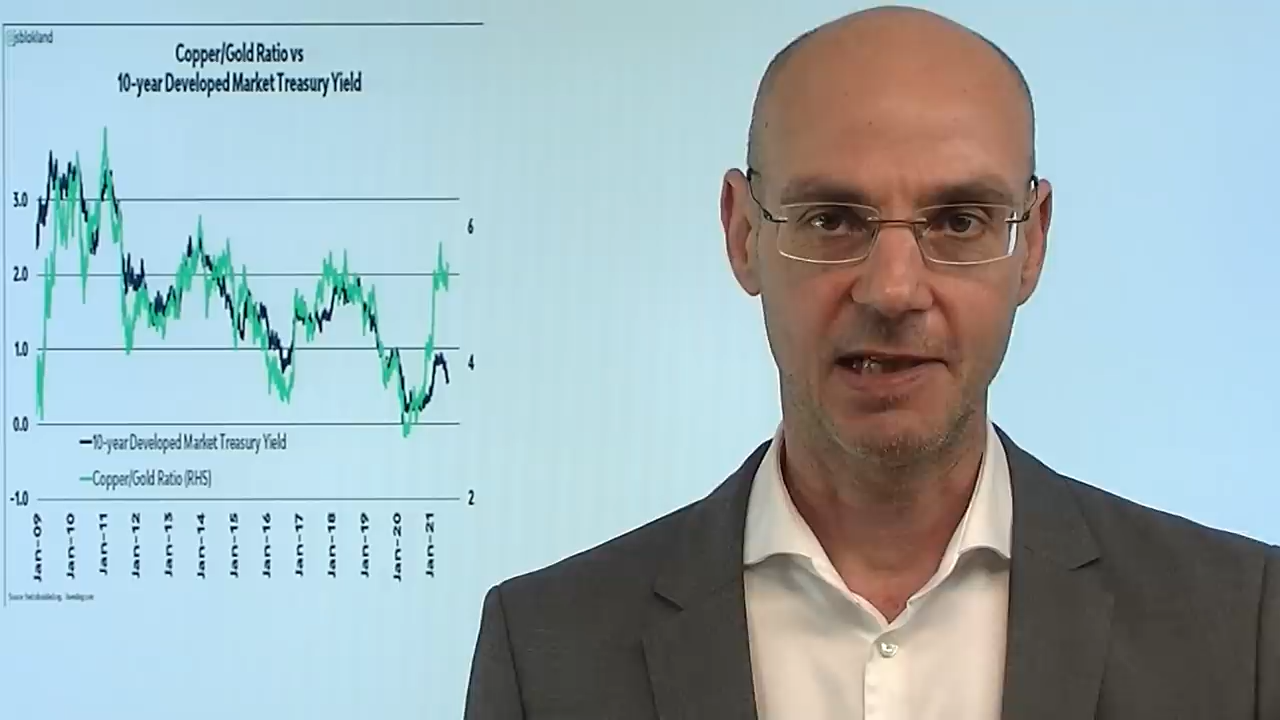 @jsblokland
Copper/Gold Ratio vs
10-year Developed Market Treasury Yield
3.0
2.0
1.0
0.0
-1.0
6
4
2
10-year Developed Market Treasury Yield
Copper/Gold Ratio (RHS)
Jan-09
Jan-10
Jan-11
Jan-12
Jan-13
Jan-14
Jan-15
Jan-16
Jan-17
Jan-18
Jan-19
Jan-20
Jan-21
Source: